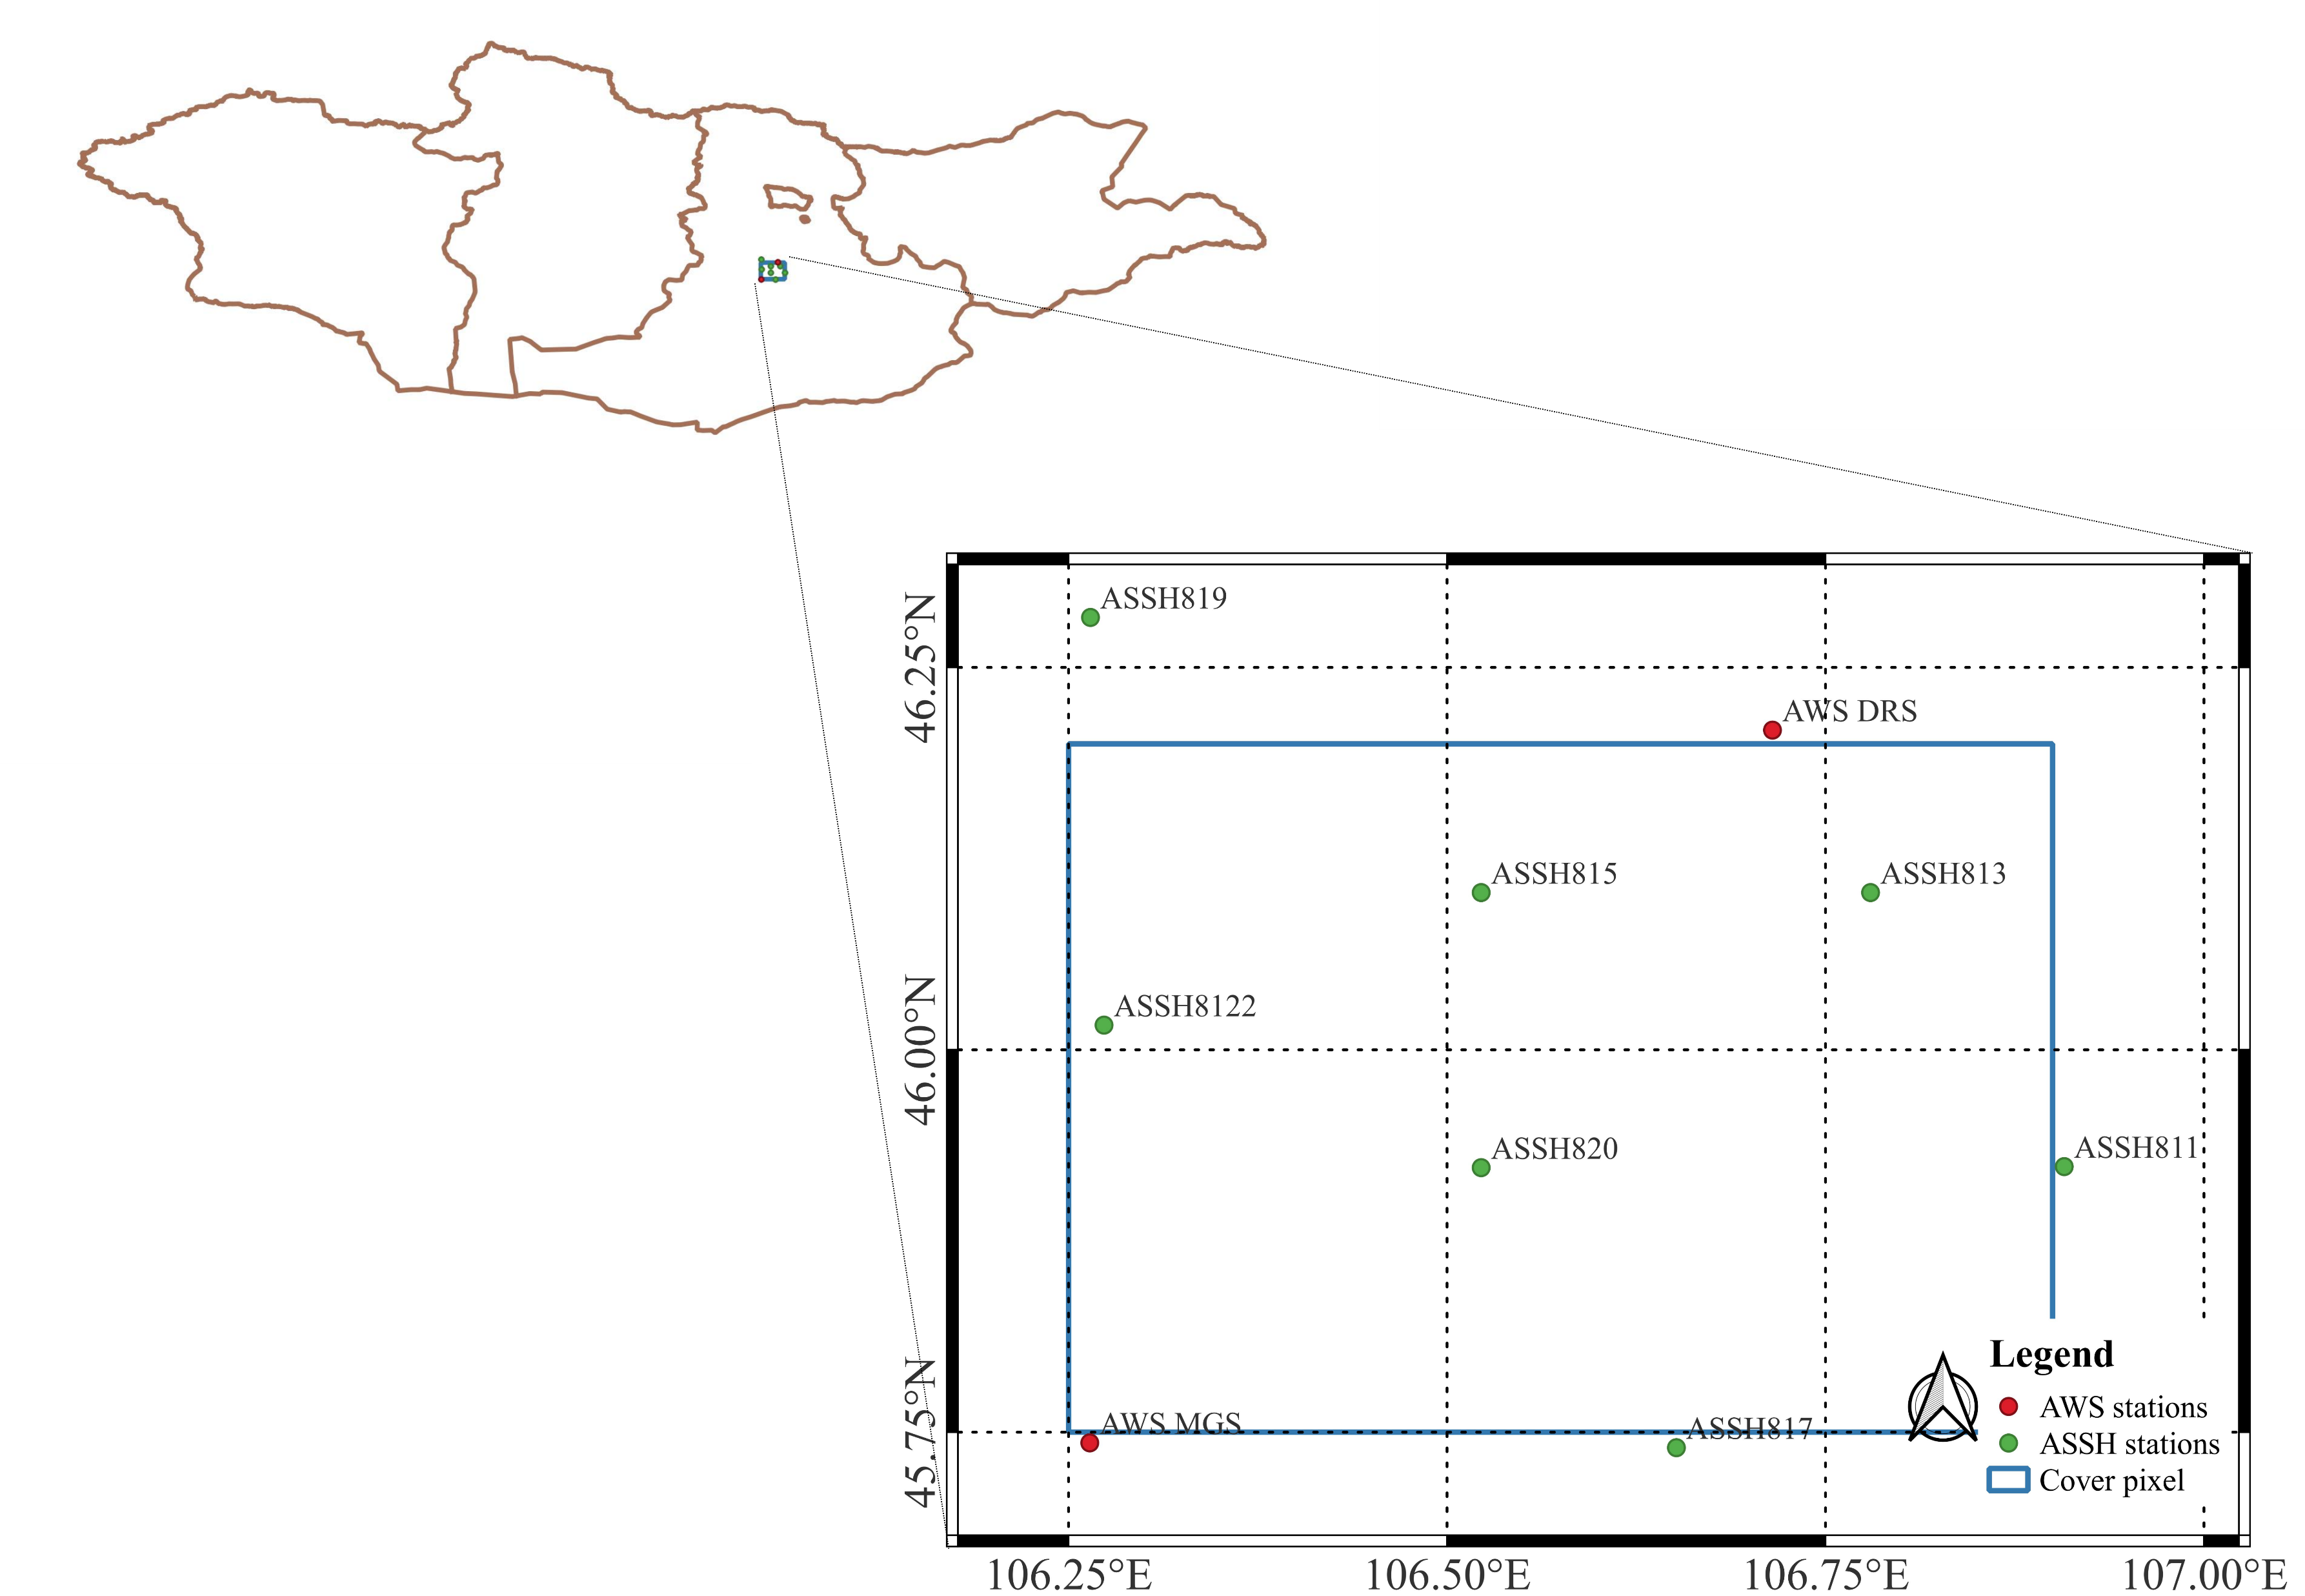 ASSH819
46.25°N
AWS DRS
ASSH815
ASSH813
ASSH8122
46.00°N
ASSH820
ASSH811
45.75°N
AWS MGS
ASSH817
Legend
AWS stations
ASSH stations
Cover pixel
106.25°E
106.50°E
106.75°E
107.00°E